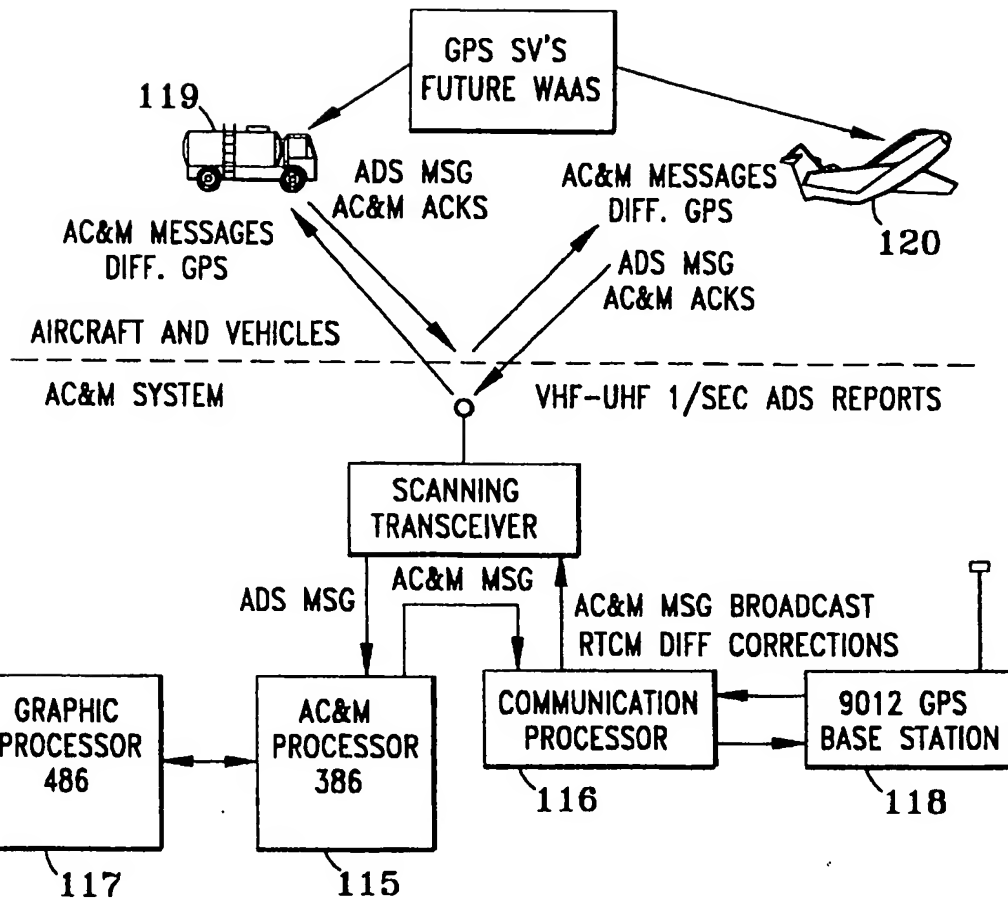 GPS SV'S
FUTURE WAAS
119
ADS MSG
AC&M ACKS
AC&M MESSAGES
DIFF. GPS
120
AC&M MESSAGES
DIFF. GPS
ADS MSG
AC&M ACKS
AIRCRAFT AND VEHICLES
AC&M SYSTEM
VHF-UHF 1/SEC ADS REPORTS
SCANNING
TRANSCEIVER
ADS MSG
AC&M MSG
AC&M MSG BROADCAST
RTCM DIFF CORRECTIONS
GRAPHIC
PROCESSOR
486
AC&M
PROCESSOR
386
COMMUNICATION
PROCESSOR
9012 GPS
BASE STATION
116
118
117
115